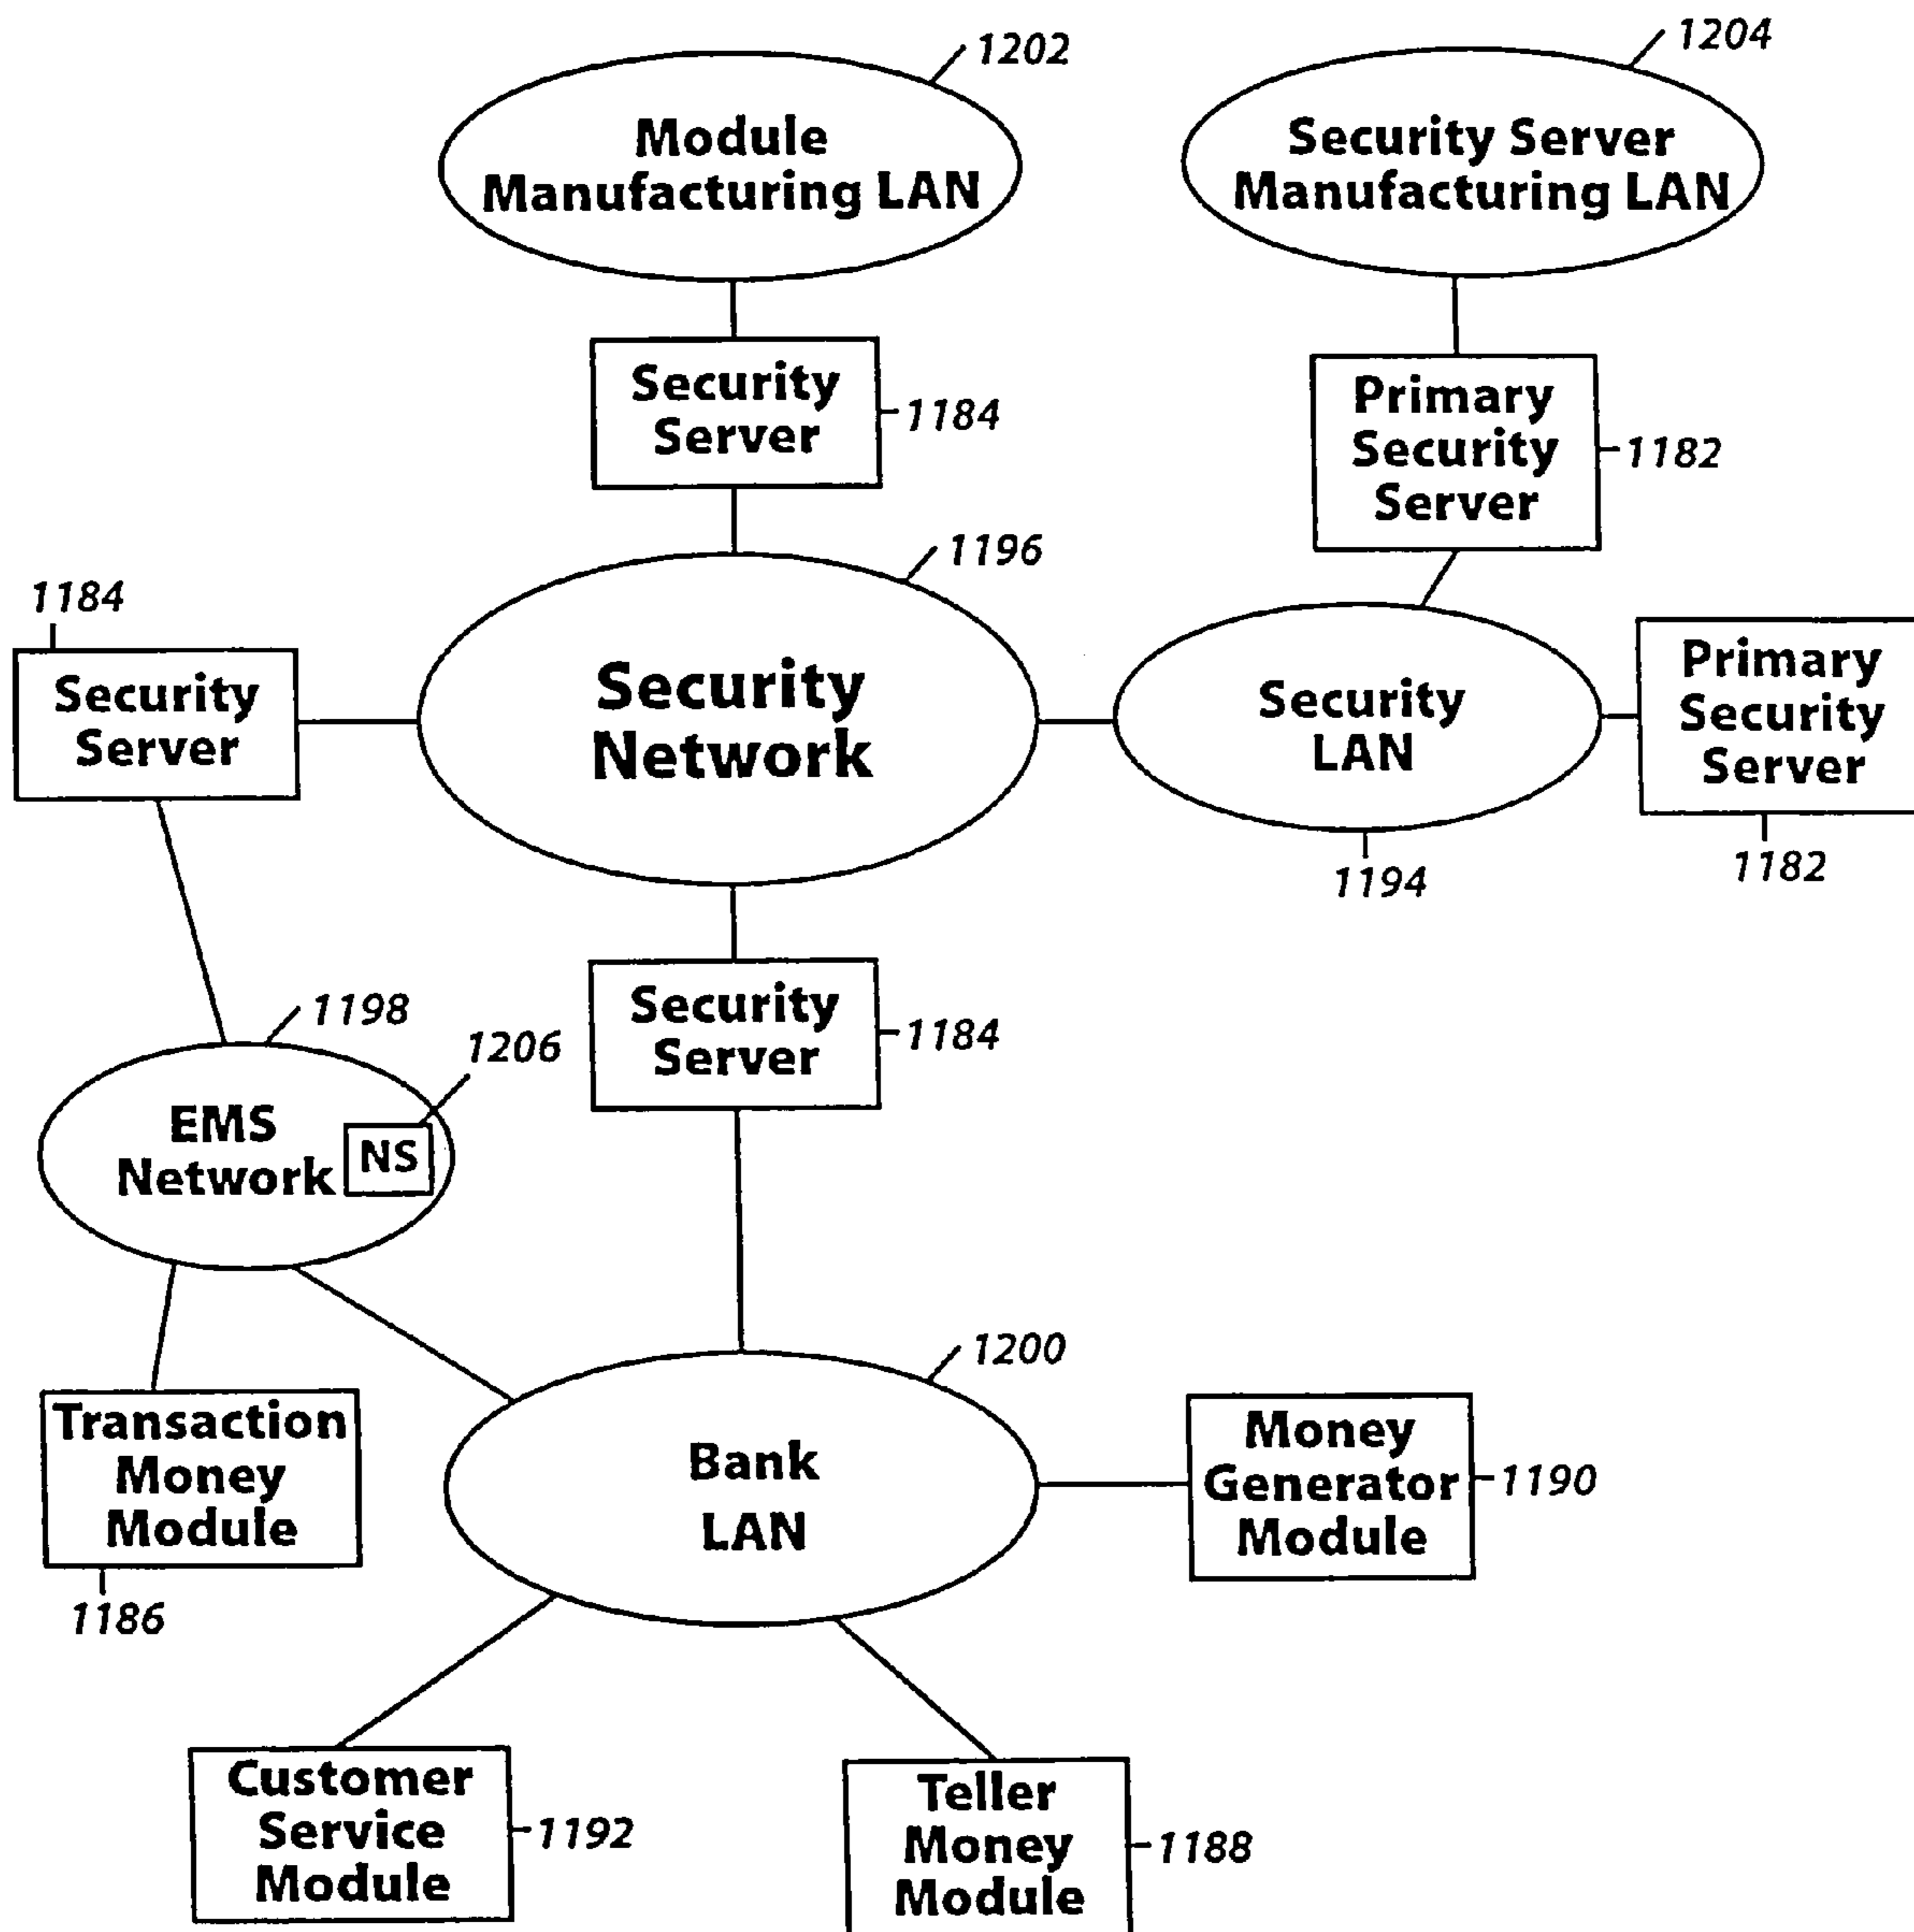 1202
1204
Module
Manufacturing LAN
Security Server
Manufacturing LAN
Security
Server
1184
Primary
Security
Server
1182
1196
1184
Security
Server
Security
Network
Security
LAN
1194
Primary
Security
Server
1182
Security
Server
1184
1198
1206
EMS
Network
NS
1200
Transaction
Money
Module
1186
Bank
LAN
Money
Generator
Module
1190
Customer
Service
Module
1192
Teller
Money
Module
1188